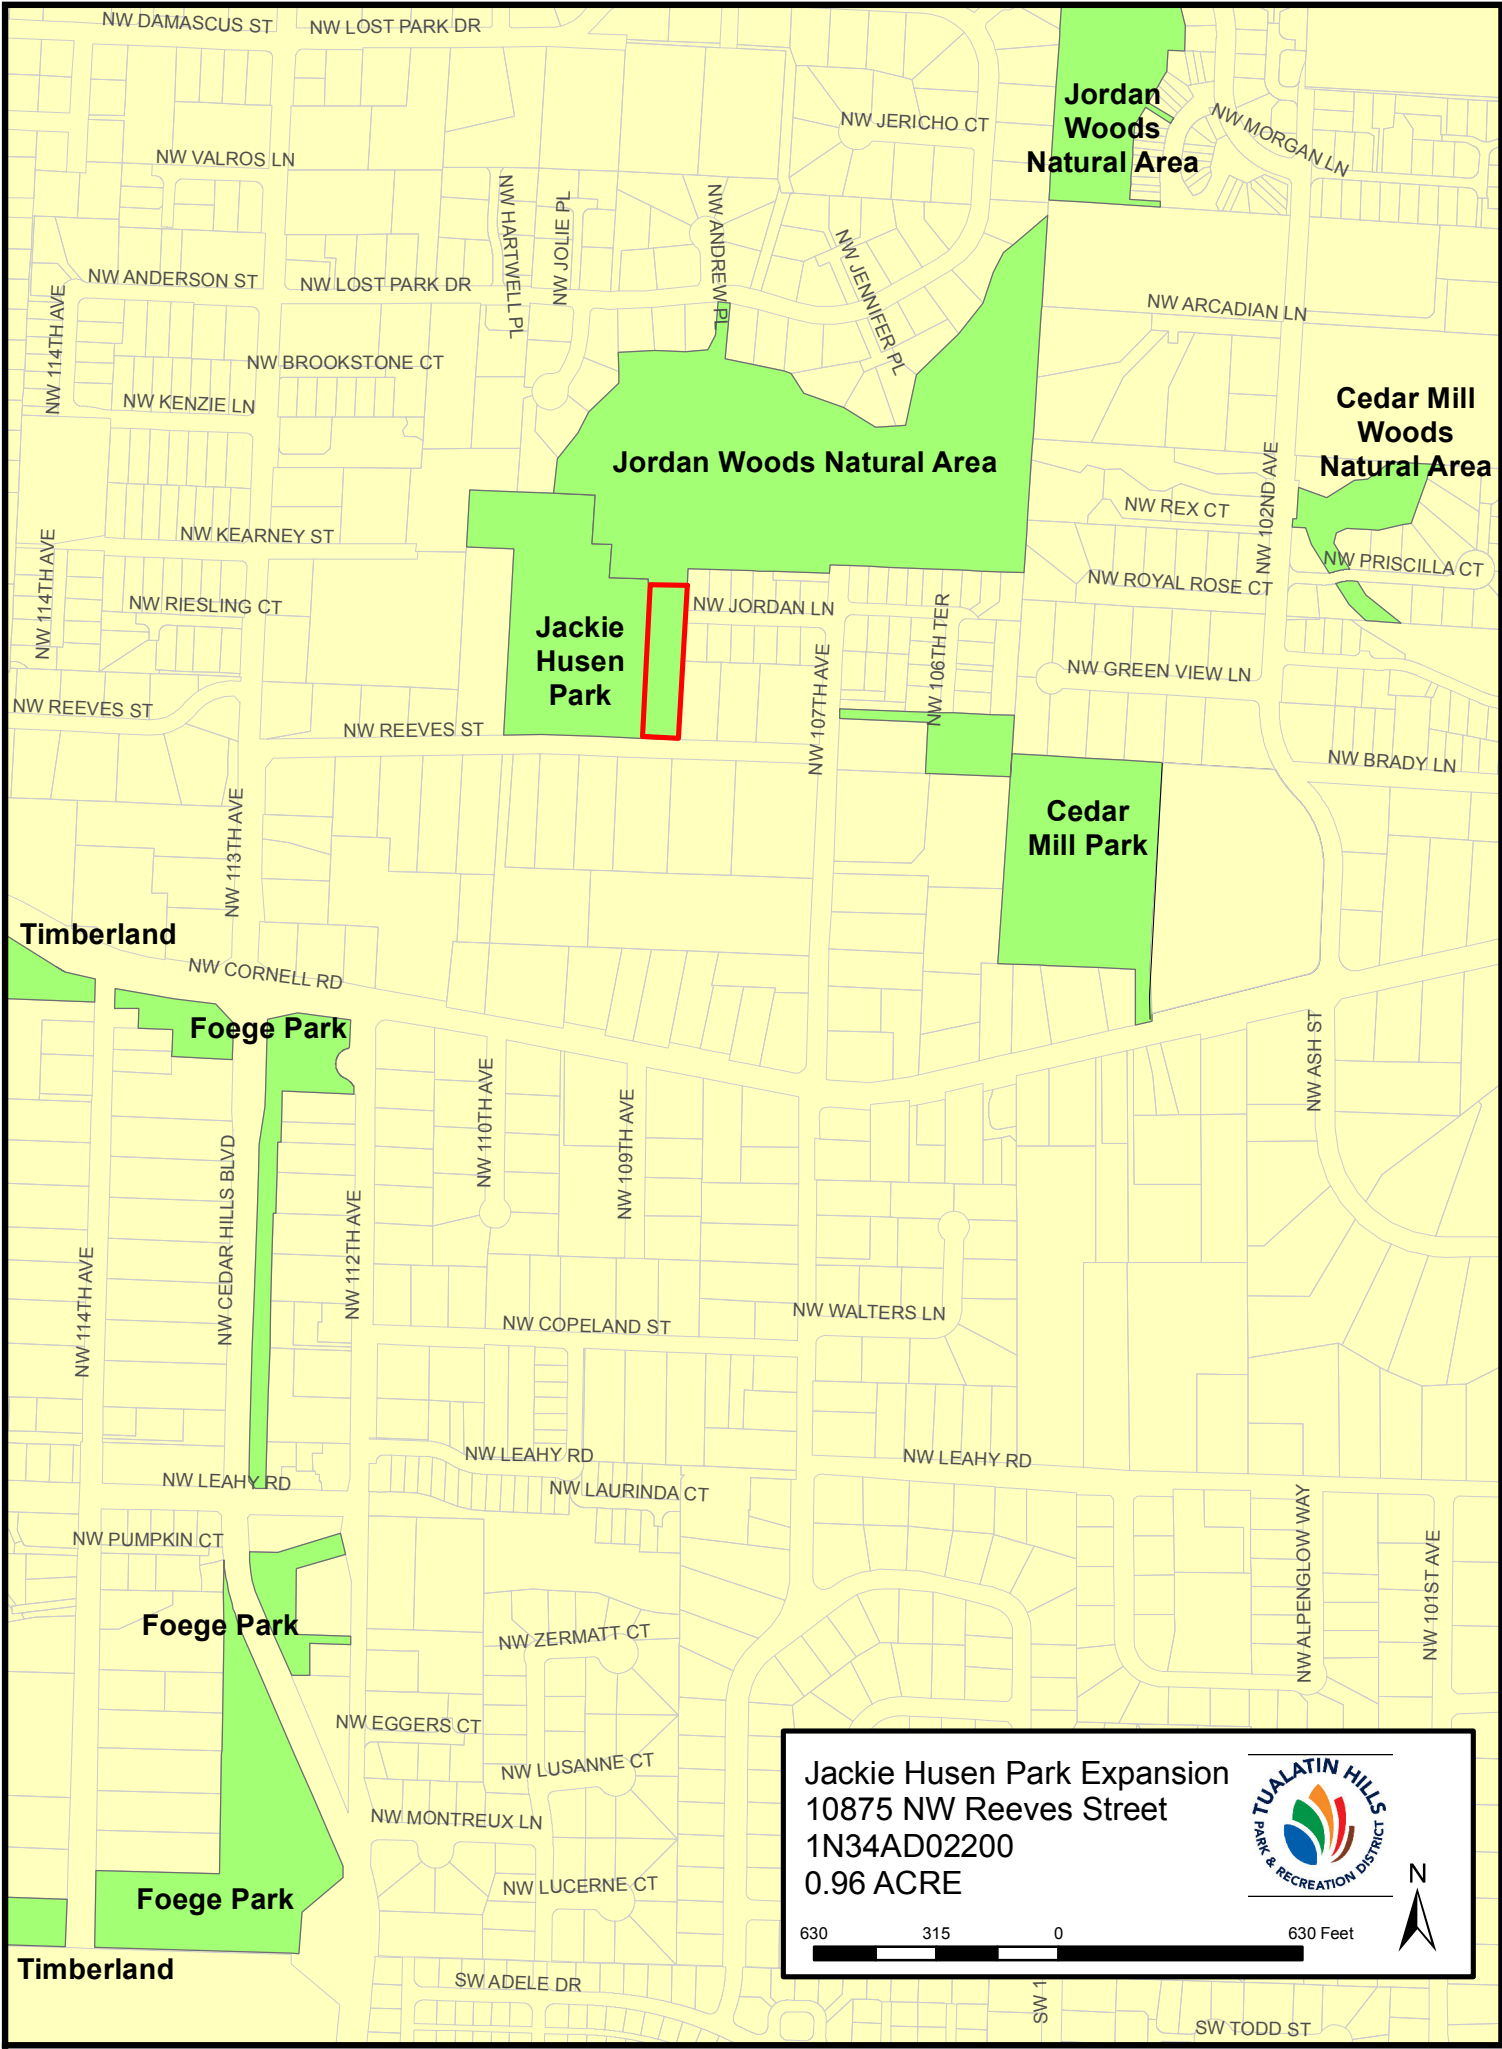 NW DAMASCUS ST
NW LOST PARK DR
Jordan
Woods
Natural Area
NW JERICHO CT
NW MORGAN LN
NW VALROS LN
NW HARTWELL PL
NW JOLIE PL
NW ANDREW PL
NW JENNIFER PL
NW ANDERSON ST
NW LOST PARK DR
NW ARCADIAN LN
NW 114TH AVE
NW BROOKSTONE CT
NW KENZIE LN
Cedar Mill
Woods
Natural Area
Jordan Woods Natural Area
NW 102ND AVE
NW REX CT
NW KEARNEY ST
NW 114TH AVE
NW PRISCILLA CT
NW ROYAL ROSE CT
NW RIESLING CT
NW JORDAN LN
NW 106TH TER
Jackie
Husen
Park
NW 107TH AVE
NW GREEN VIEW LN
NW REEVES ST
NW REEVES ST
NW BRADY LN
NW 113TH AVE
Cedar
Mill Park
Timberland
NW CORNELL RD
Foege Park
NW ASH ST
NW 110TH AVE
NW 109TH AVE
NW CEDAR HILLS BLVD
NW 112TH AVE
NW 114TH AVE
NW COPELAND ST
NW WALTERS LN
NW LEAHY RD
NW LEAHY RD
NW LEAHY RD
NW LAURINDA CT
NW PUMPKIN CT
NW ALPENGLOW WAY
NW 101ST AVE
Foege Park
NW ZERMATT CT
NW EGGERS CT
NW LUSANNE CT
NW MONTREUX LN
NW LUCERNE CT
Foege Park
Timberland
SW ADELE DR
SW 1
SW TODD ST
Jackie Husen Park Expansion
10875 NW Reeves Street
1N34AD02200
0.96 ACRE
TUALATIN HILLS
PARK & RECREATION DISTRICT
N
630 315 0 630 Feet